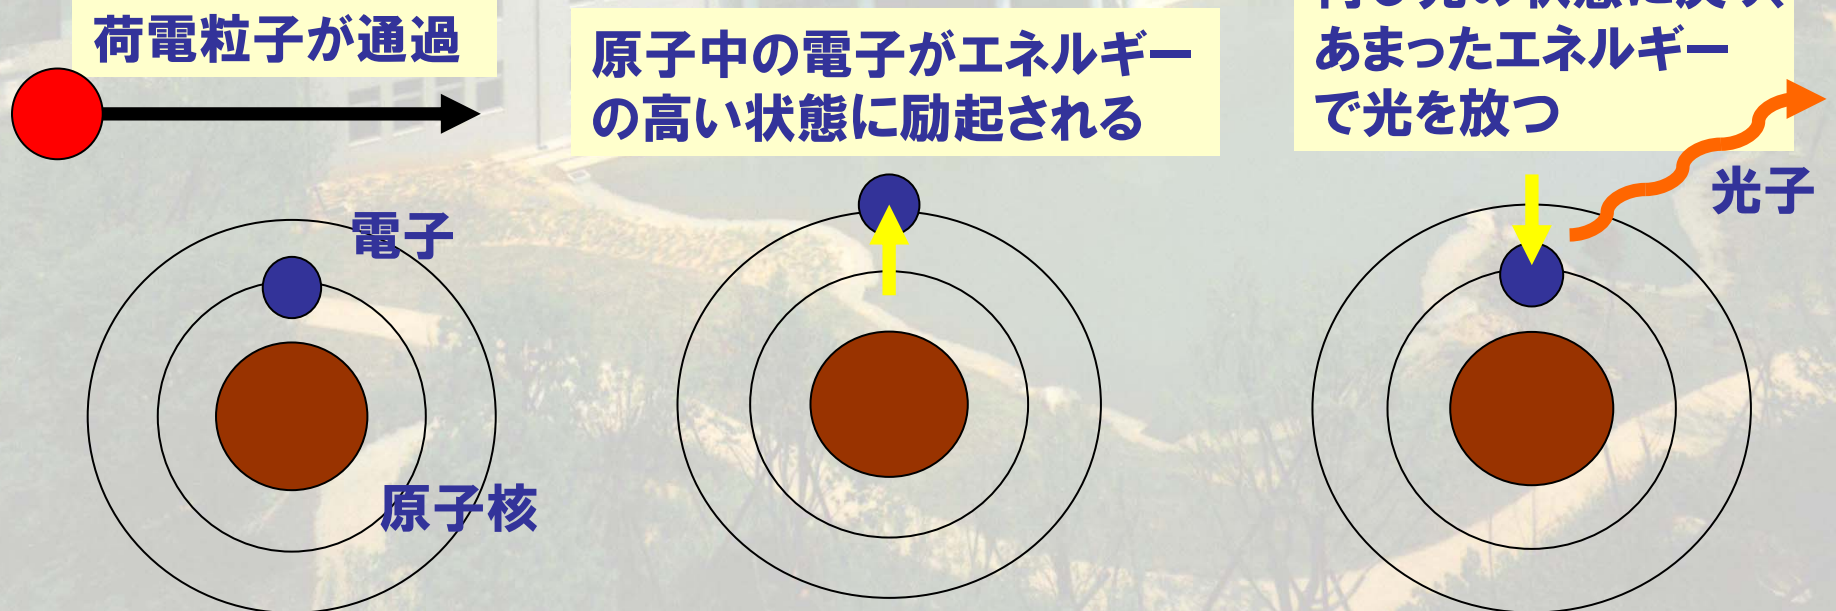 荷電粒子が通過
電子
原子核
原子中の電子がエネルギー
の高い状態に励起される
あまったエネルギー
で光を放つ
光子